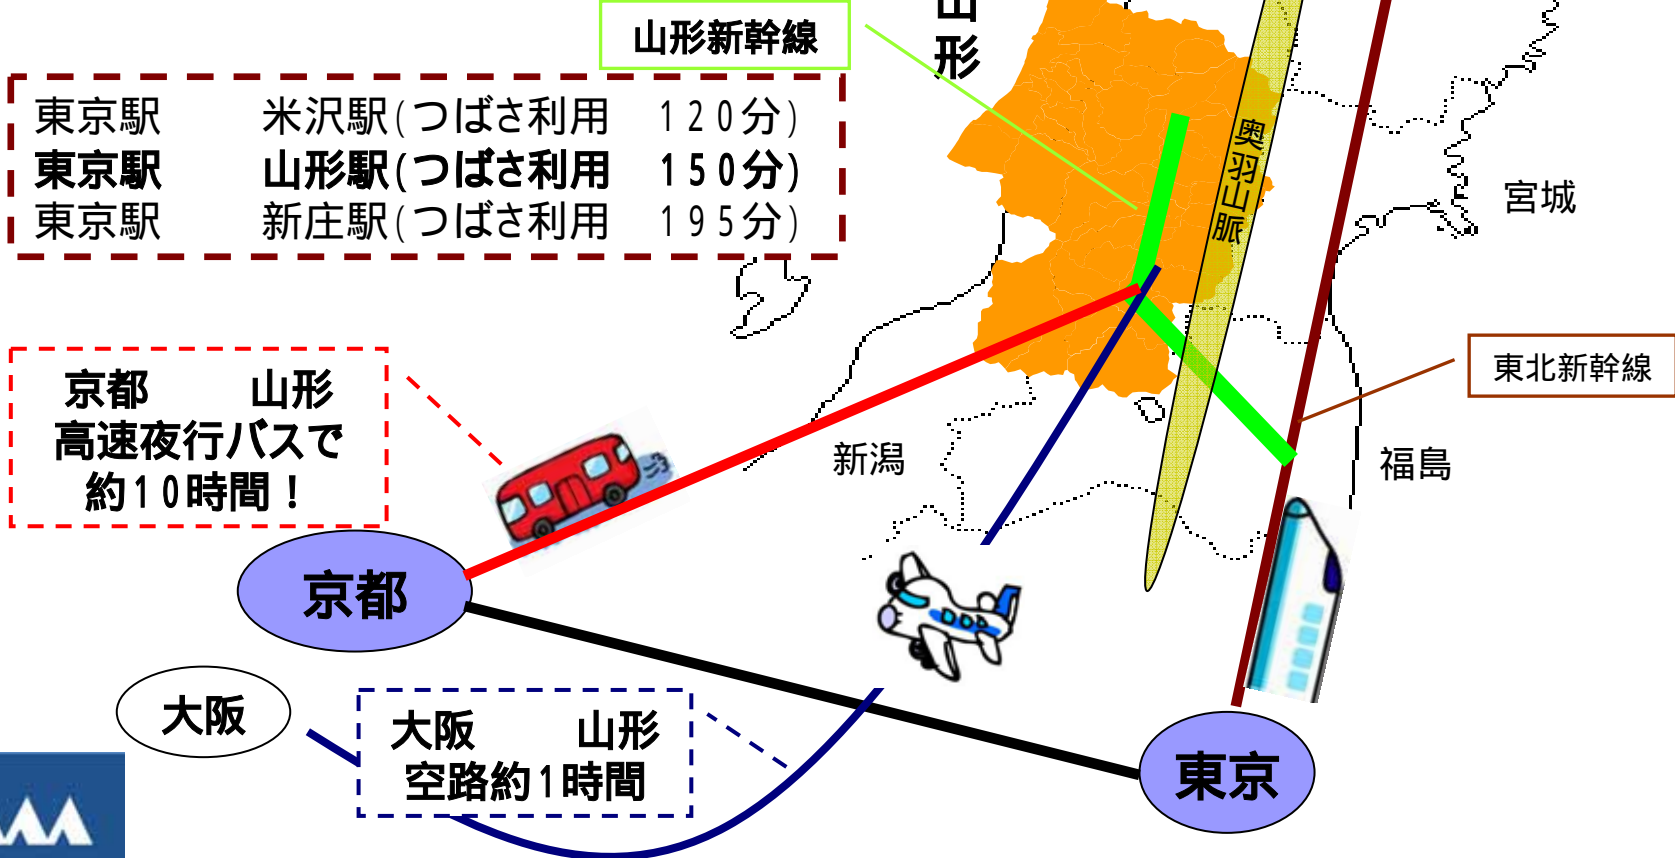 山形新幹線
山形
東京駅　　米沢駅(つばさ利用　120分)
東京駅　　山形駅(つばさ利用　150分)
東京駅　　新庄駅(つばさ利用　195分)
奥羽山脈
宮城
東北新幹線
京都　　山形
高速夜行バスで
約10時間！
新潟
福島
京都
大阪
大阪　　山形
空路約1時間
東京